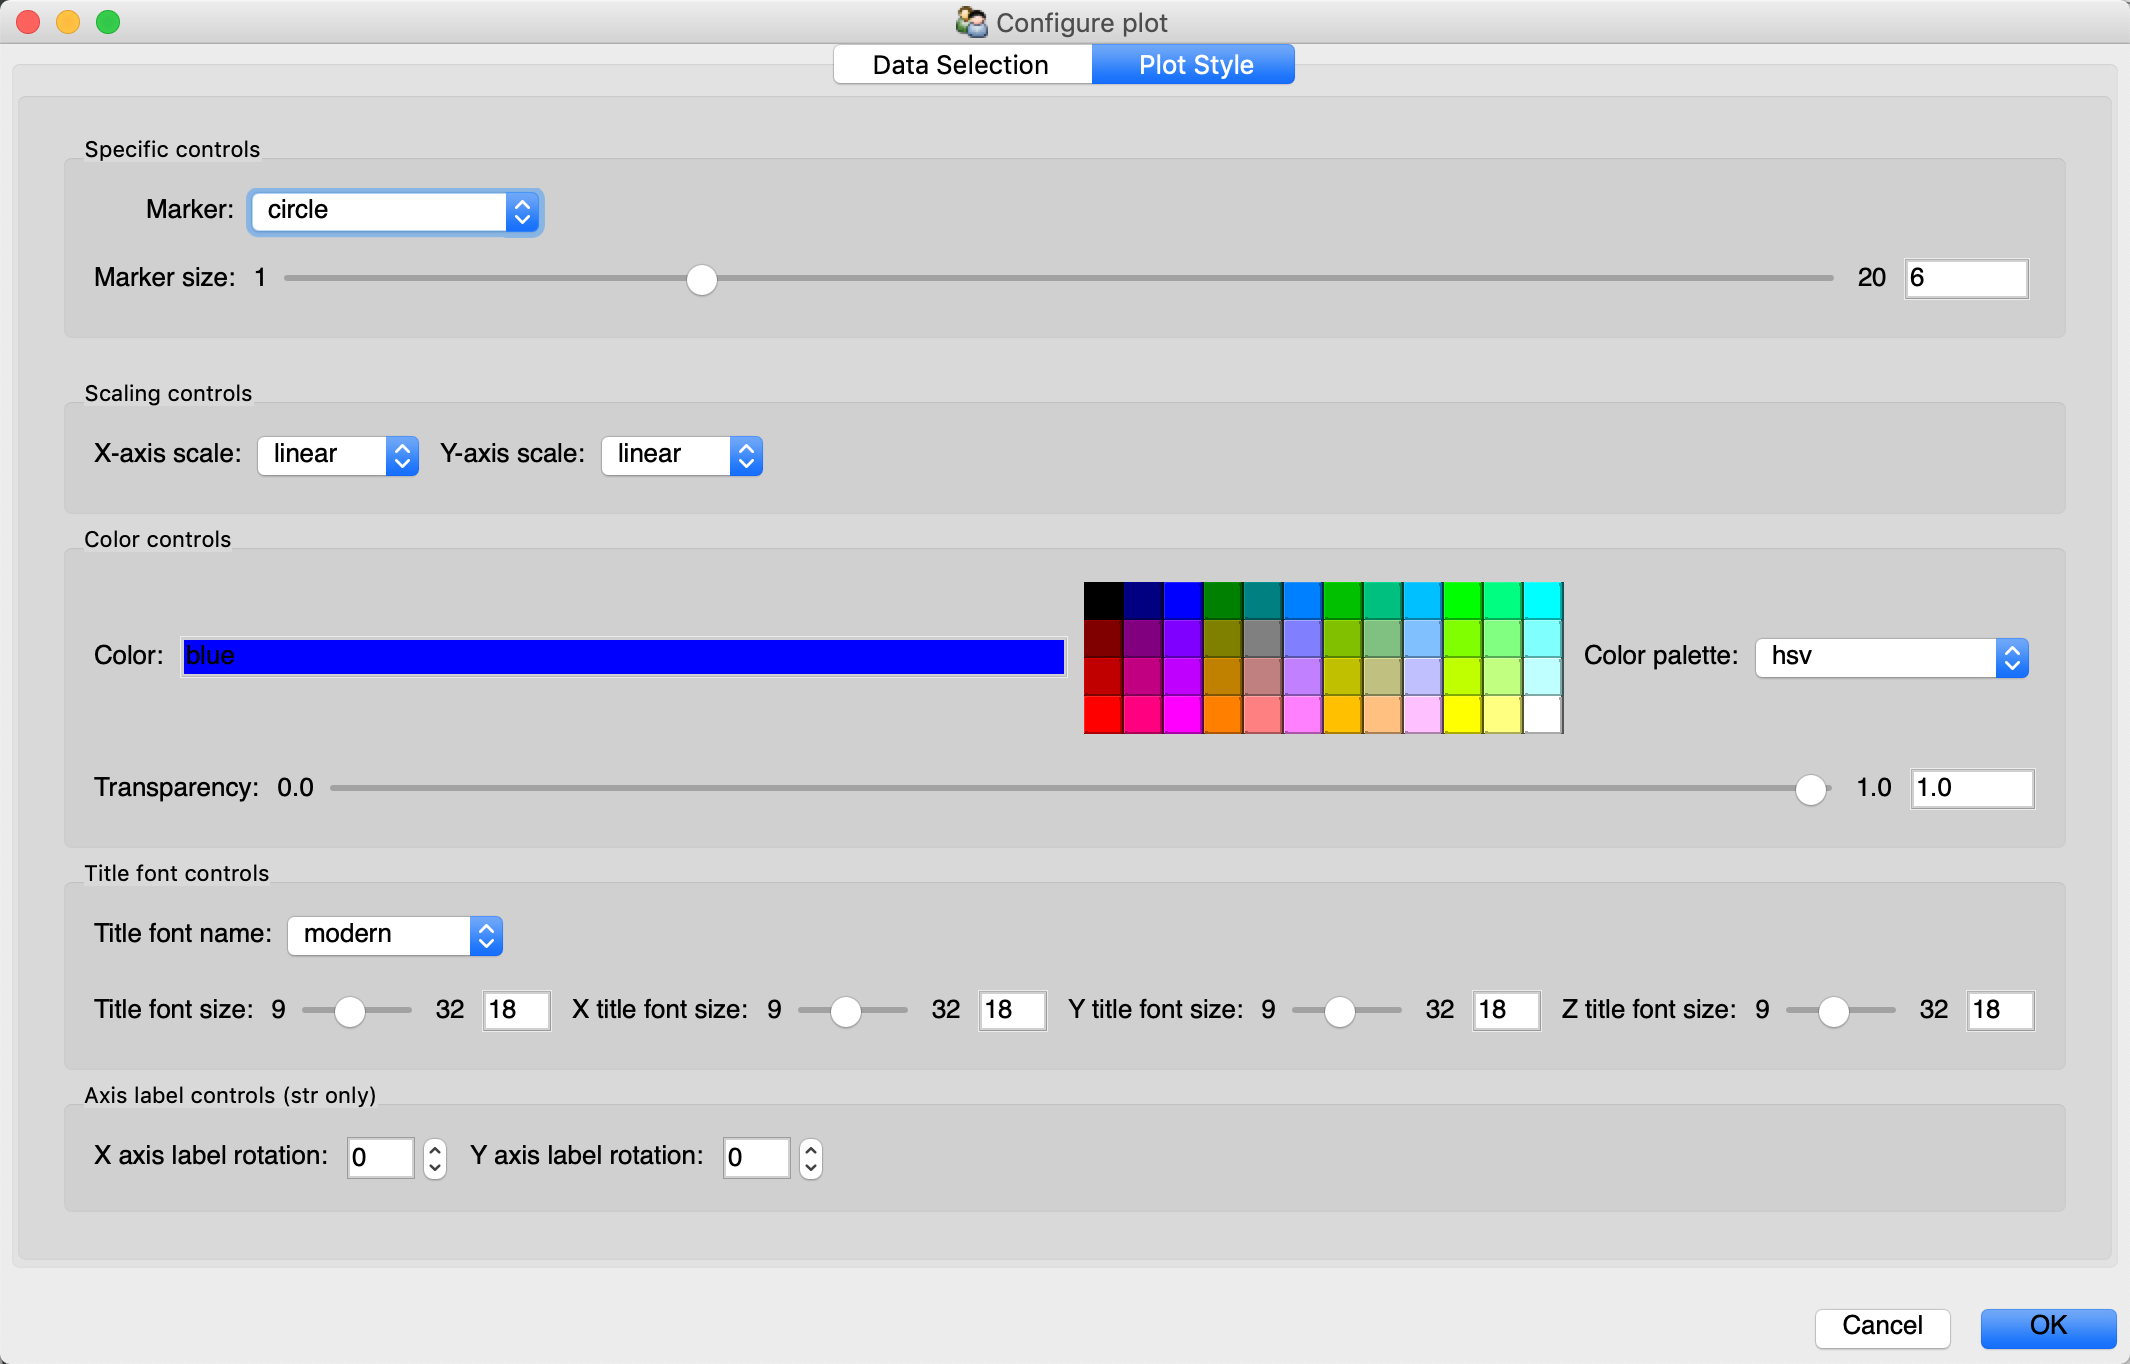 Configure plot
Data Selection Plot Style
Specific controls
Marker: circle
Marker size: 1 20 6
Scaling controls
X-axis scale: linear Y-axis scale: linear
Color controls
Color: blue Color palette: hsv
Transparency: 0.0 1.0 1.0
Title font controls
Title font name: modern
Title font size: 9 32 18 X title font size: 9 32 18 Y title font size: 9 32 18 Z title font size: 9 32 18
Axis label controls (str only)
X axis label rotation: 0 Y axis label rotation: 0
Cancel OK